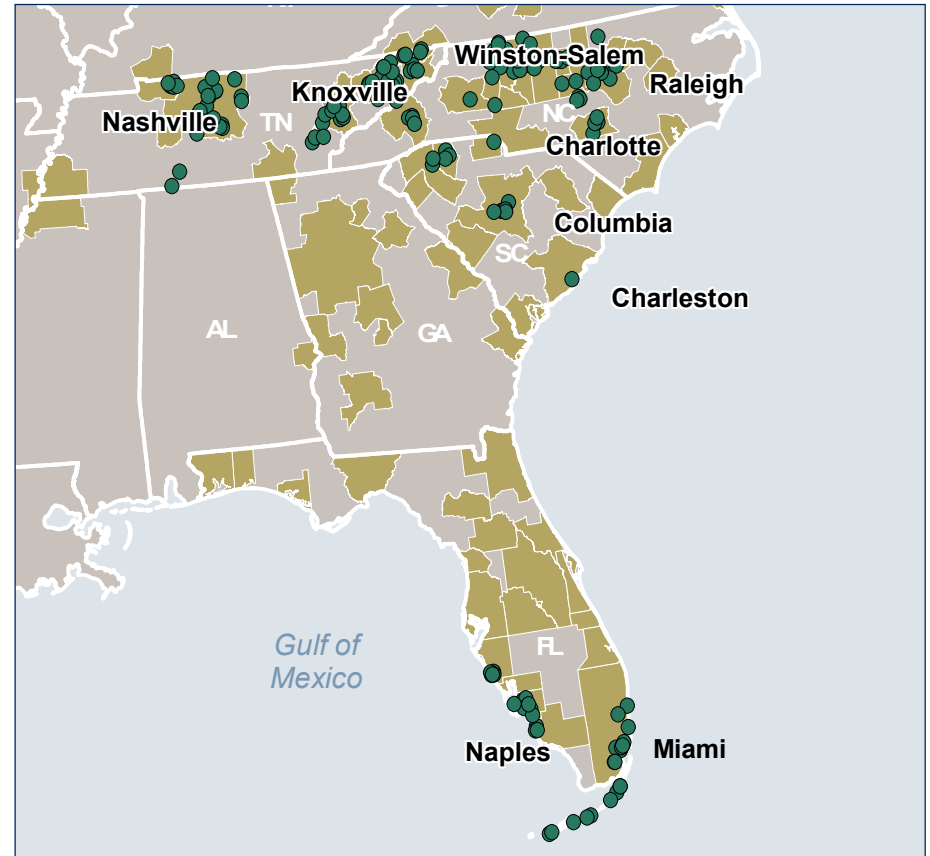 Winston-Salem
Knoxville
Raleigh
Nashville
TN
NC
Charlotte
Columbia
SC
Charleston
AL
GA
Gulf of
Mexico
FL
Naples
Miami